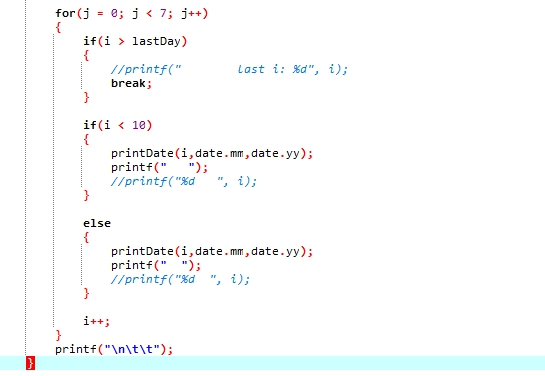 for(j = 0; j < 7; j++)
{
if(i > lastDay)
{
//printf("        last i: %d", i);
break;
}
if(i < 10)
{
printDate(i,date.mm,date.yy);
printf("   ");
//printf("%d   ", i);
}
else
{
printDate(i,date.mm,date.yy);
printf("  ");
//printf("%d  ", i);
}
i++;
}
printf("\n\t\t");
}